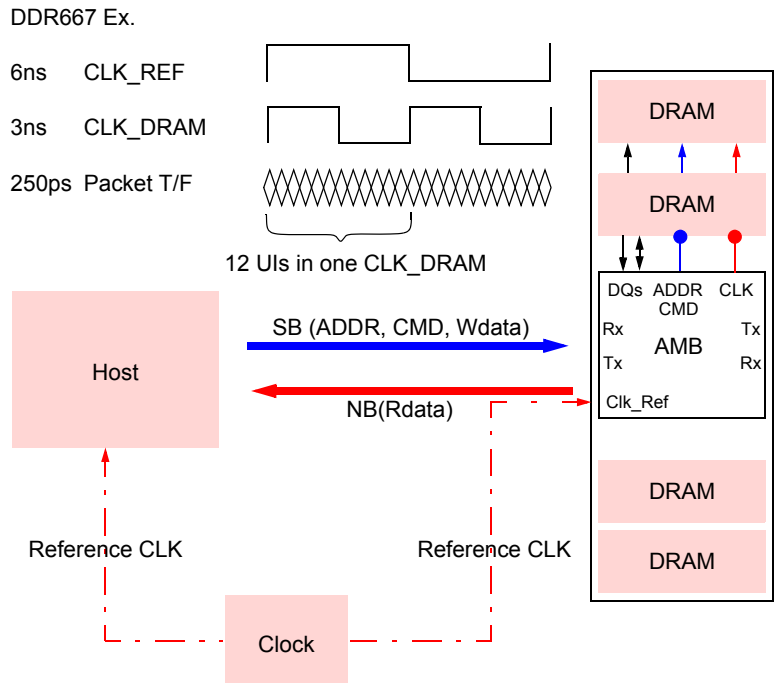 DDR667 Ex.
6ns CLK_REF
3ns CLK_DRAM
250ps Packet T/F
12 UIs in one CLK_DRAM
Host
SB (ADDR, CMD, Wdata)
NB(Rdata)
Reference CLK
Reference CLK
Clock
DRAM
DRAM
DQs ADDR CLK
CMD
Rx Tx
AMB
Tx Rx
Clk_Ref
DRAM
DRAM